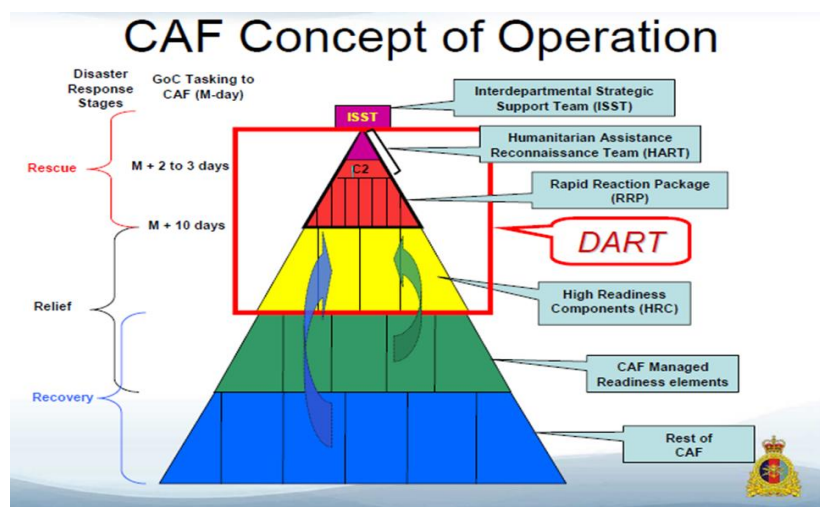 CAF Concept of Operation
Disaster
Response
Stages
GoC Tasking to
CAF (M-day)
Interdepartmental Strategic
Support Team (ISST)
ISST
Humanitarian Assistance
Reconnaissance Team (HART)
Rescue
M + 2 to 3 days
C2
Rapid Reaction Package
(RRP)
M + 10 days
DART
Relief
High Readiness
Components (HRC)
CAF Managed
Readiness elements
Recovery
Rest of
CAF